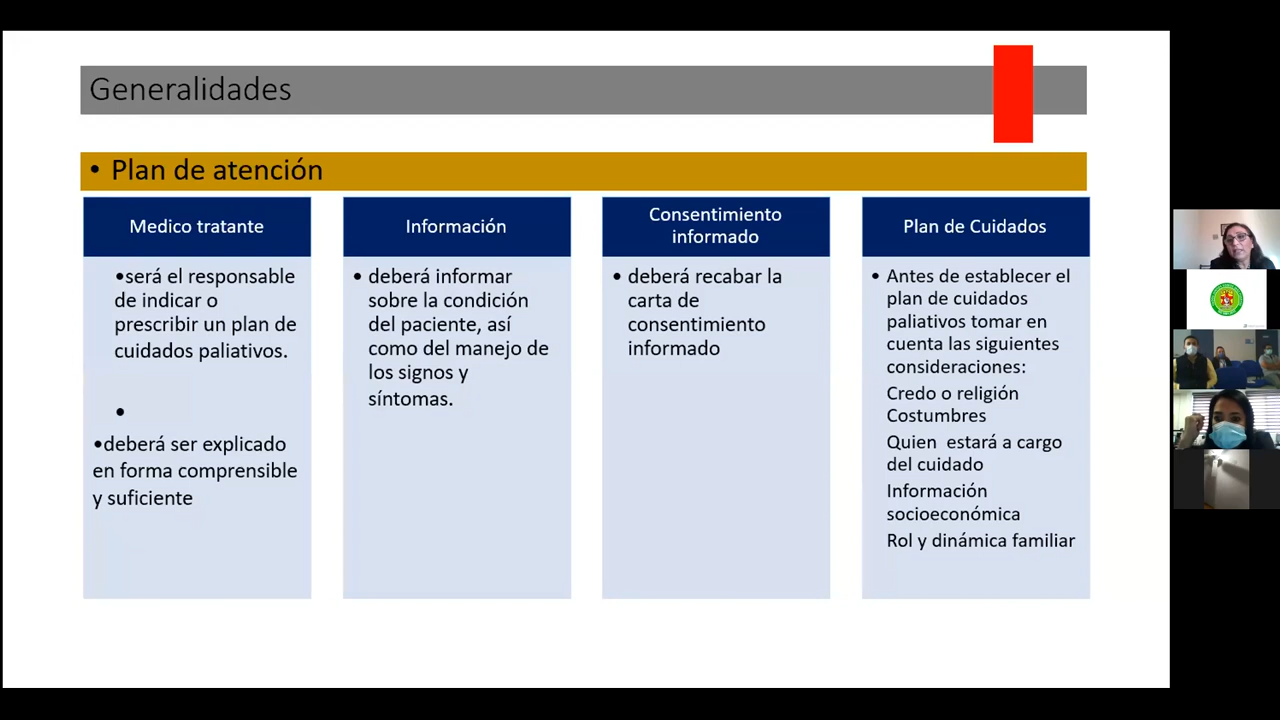 Generalidades
• Plan de atención
Medico tratante
•será el responsable
de indicar o
prescribir un plan de
cuidados paliativos.
•
•deberá ser explicado
en forma comprensible
y suficiente
Información
• deberá informar
sobre la condición
del paciente, así
como del manejo de
los signos y
síntomas.
Consentimiento
informado
• deberá recabar la
carta de
consentimiento
informado
Plan de Cuidados
• Antes de establecer el
plan de cuidados
paliativos tomar en
cuenta las siguientes
consideraciones:
Credo o religión
Costumbres
Quien estará a cargo
del cuidado
Información
socioeconómica
Rol y dinámica familiar